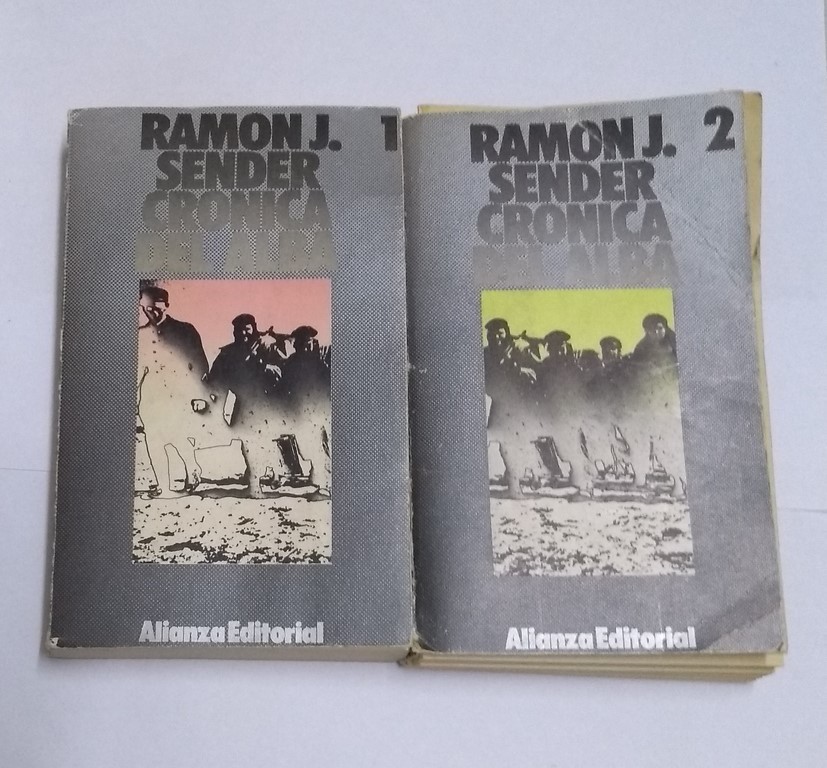 RAMON J.
SENDER
CRONICA
DEL ALBA
1
Alianza Editorial
RAMON J.
SENDER
CRONICA
DEL ALBA
2
Alianza Editorial